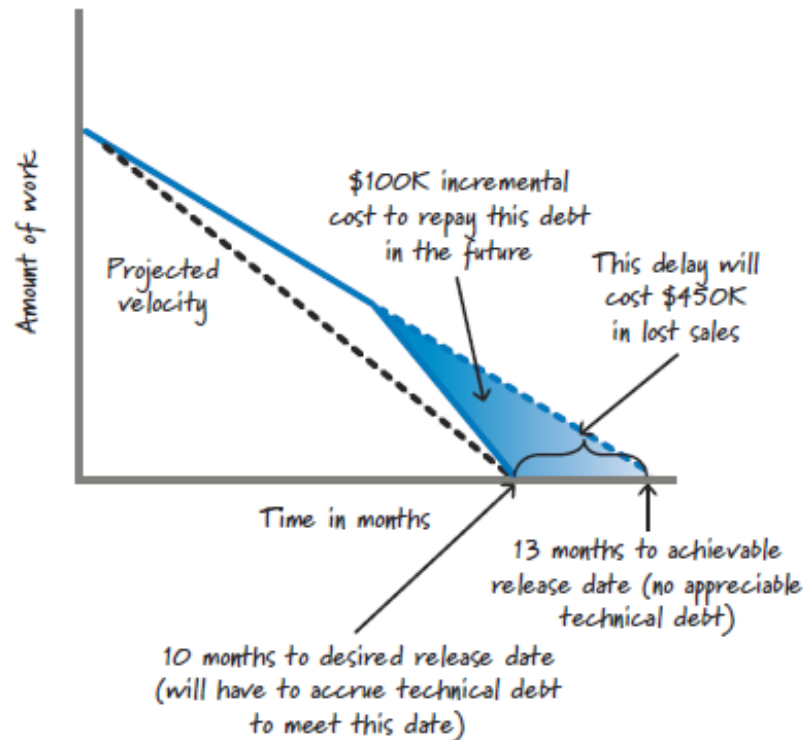 Amount of work
$100K incremental
cost to repay this debt
in the future
This delay will
cost $450K
in lost sales
Projected
velocity
Time in months
13 months to achievable
release date (no appreciable
technical debt)
10 months to desired release date
(will have to accrue technical debt
to meet this date)